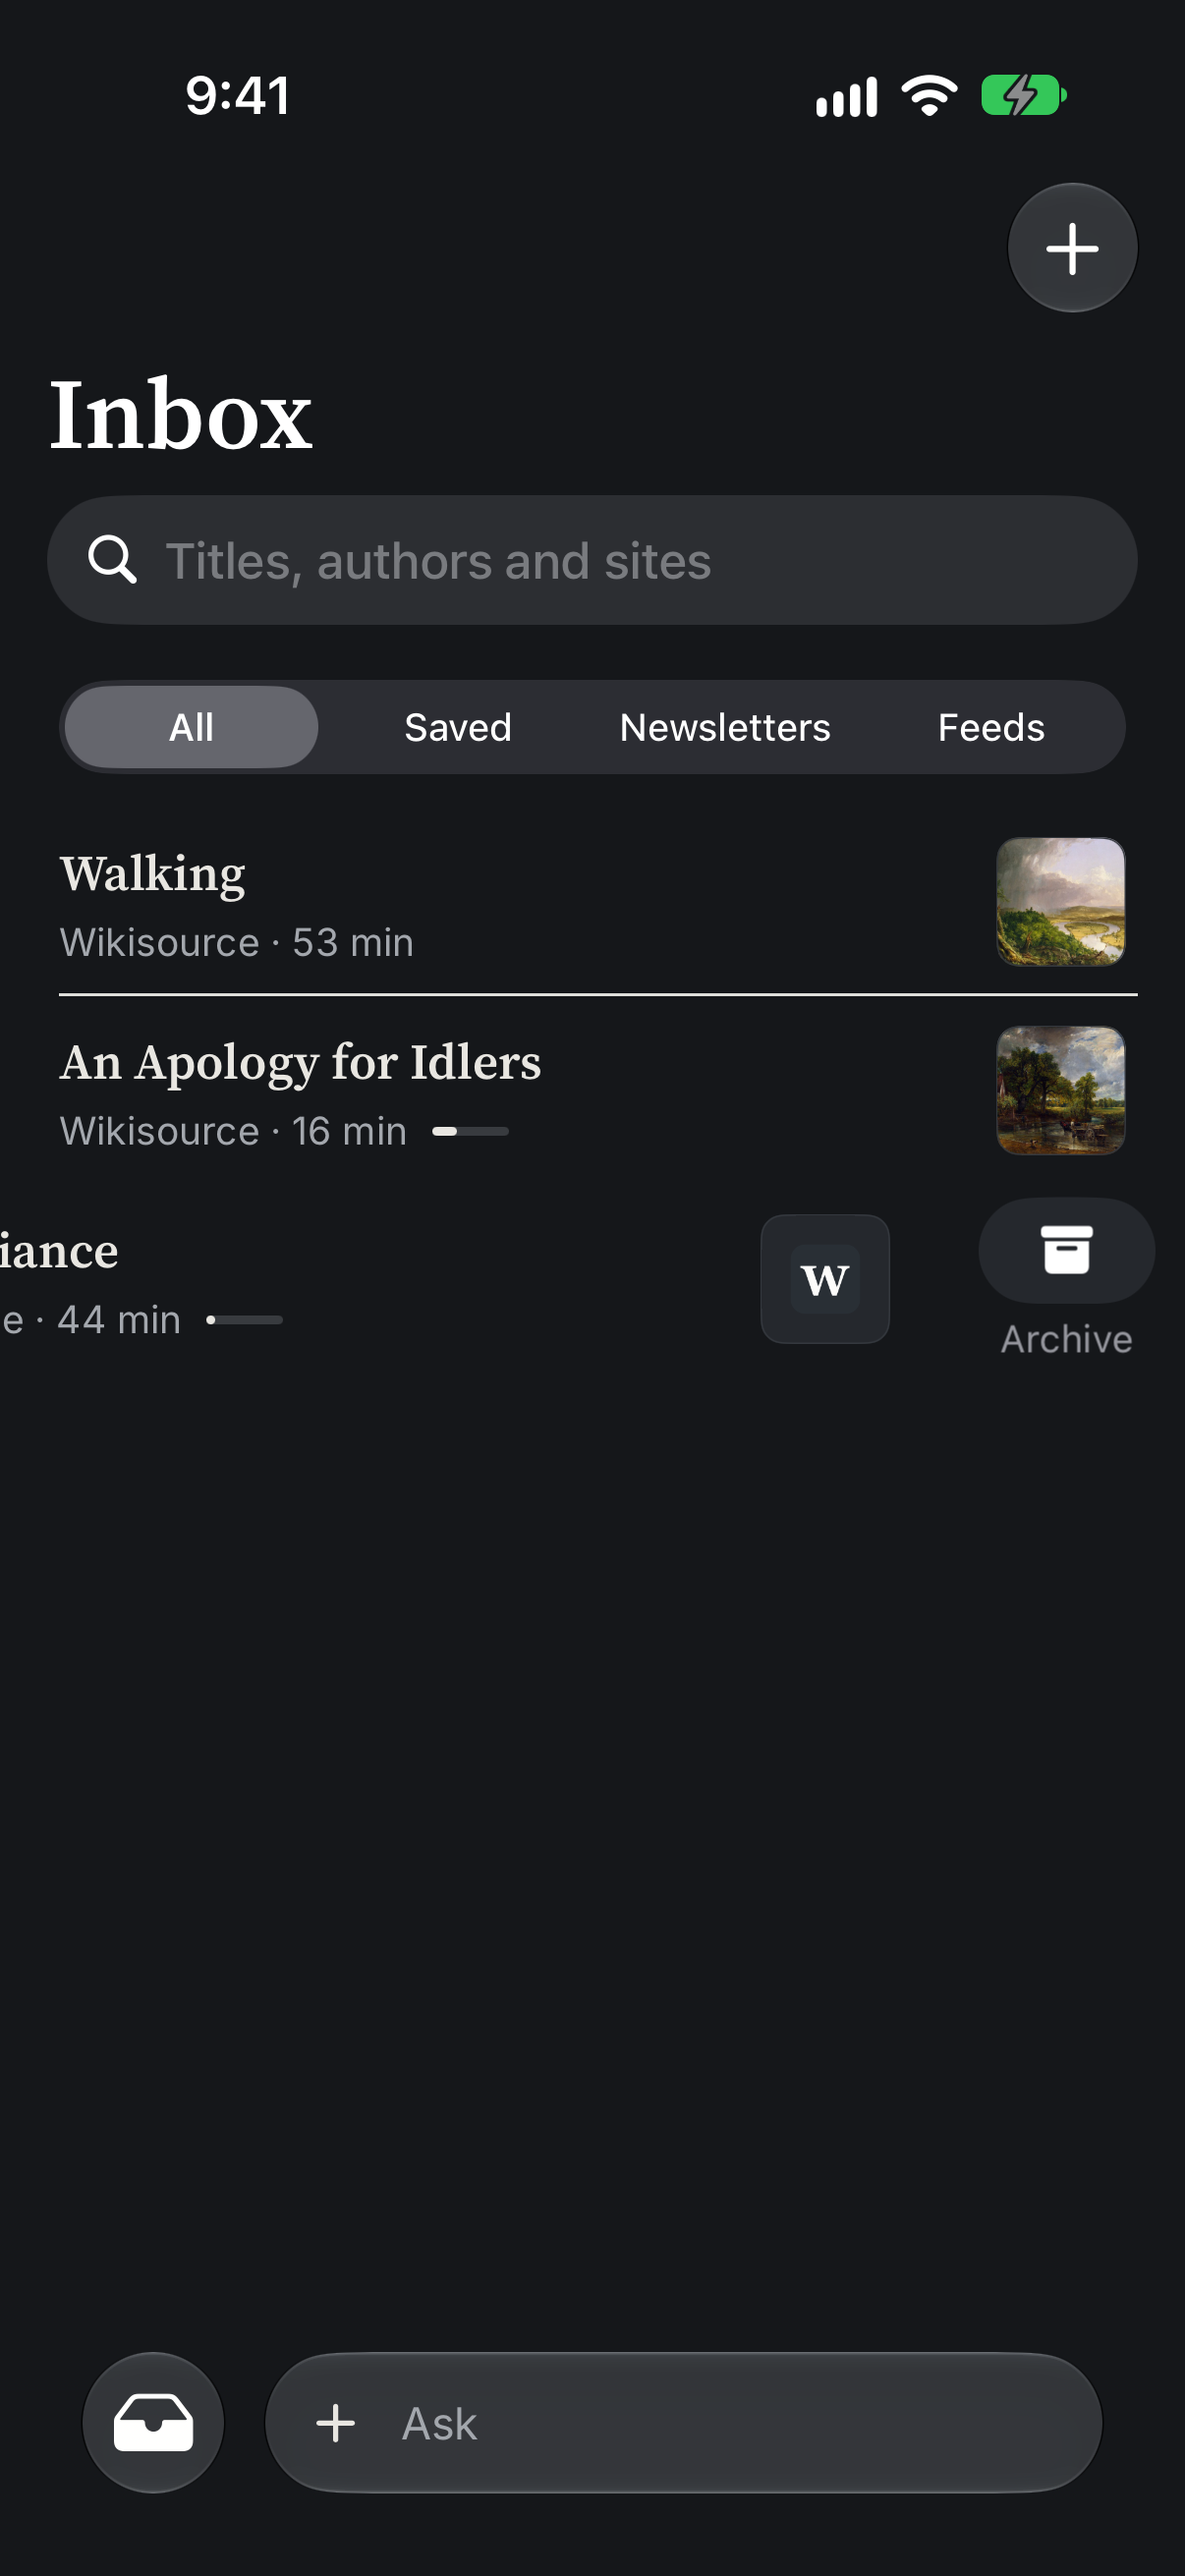 9:41
Inbox
Titles, authors and sites
All Saved Newsletters Feeds
Walking
Wikisource · 53 min
An Apology for Idlers
Wikisource · 16 min
iance
e · 44 min
W
Archive
Ask